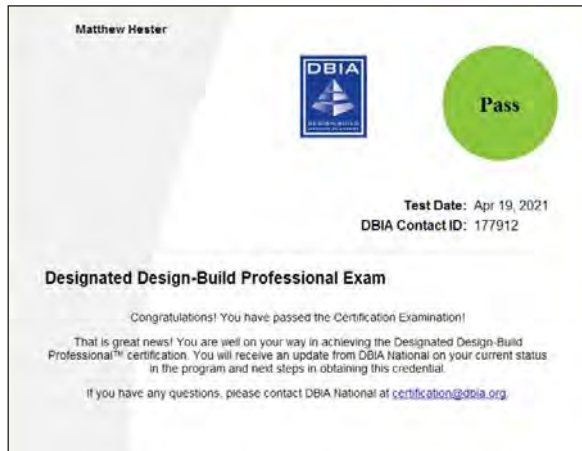 Matthew Hester
DBIA
Pass
Test Date: Apr 19, 2021
DBIA Contact ID: 177912
Designated Design-Build Professional Exam
Congratulations! You have passed the Certification Examination!
That is great news! You are well on your way in achieving the Designated Design-Build
Professional™ certification. You will receive an update from DBIA National on your current status
in the program and next steps in obtaining this credential.
If you have any questions, please contact DBIA National at certification@dbia.org.